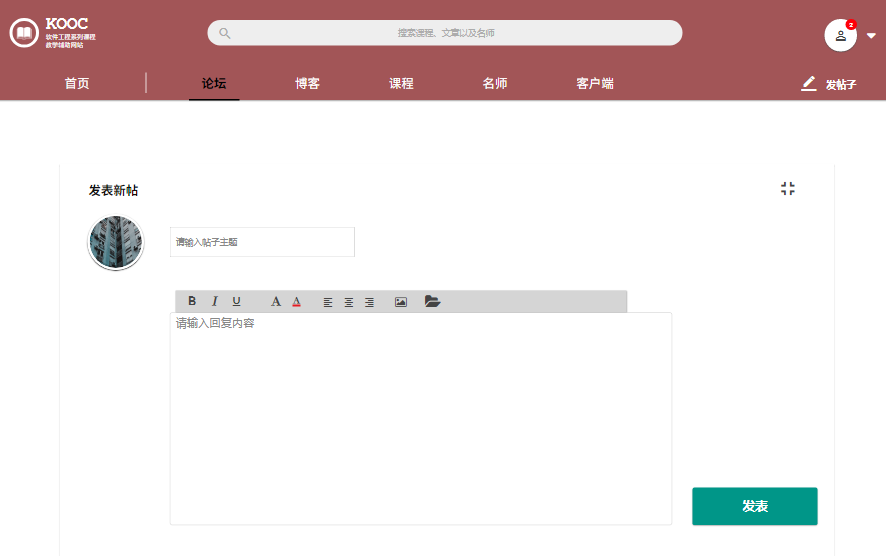 KOOC
软件工程系列课程
教学辅助网站
搜索课程、文章以及名师
2
首页
论坛
博客
课程
名师
客户端
发帖子
发表新帖
请输入帖子主题
B I U A A
请输入回复内容
发表